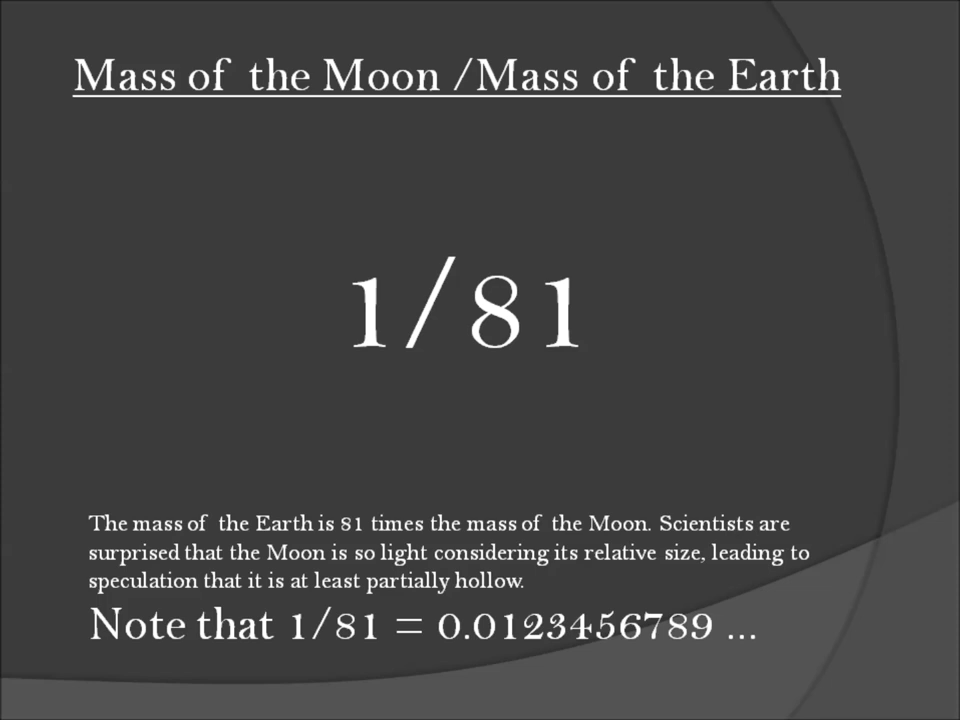 Mass of the Moon /Mass of the Earth
1/81
The mass of the Earth is 81 times the mass of the Moon. Scientists are
surprised that the Moon is so light considering its relative size, leading to
speculation that it is at least partially hollow.
Note that 1/81 = 0.0123456789 ...